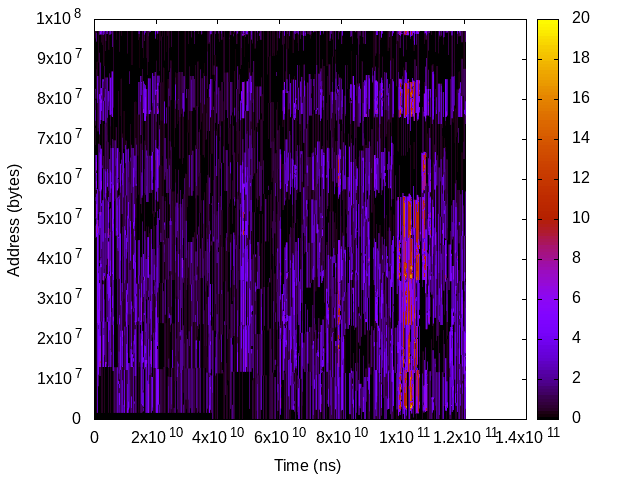 1x10^8
9x10^7
8x10^7
7x10^7
6x10^7
5x10^7
4x10^7
3x10^7
2x10^7
1x10^7
0
Address (bytes)
0 2x10^10 4x10^10 6x10^10 8x10^10 1x10^11 1.2x10^11 1.4x10^11
Time (ns)
20
18
16
14
12
10
8
6
4
2
0